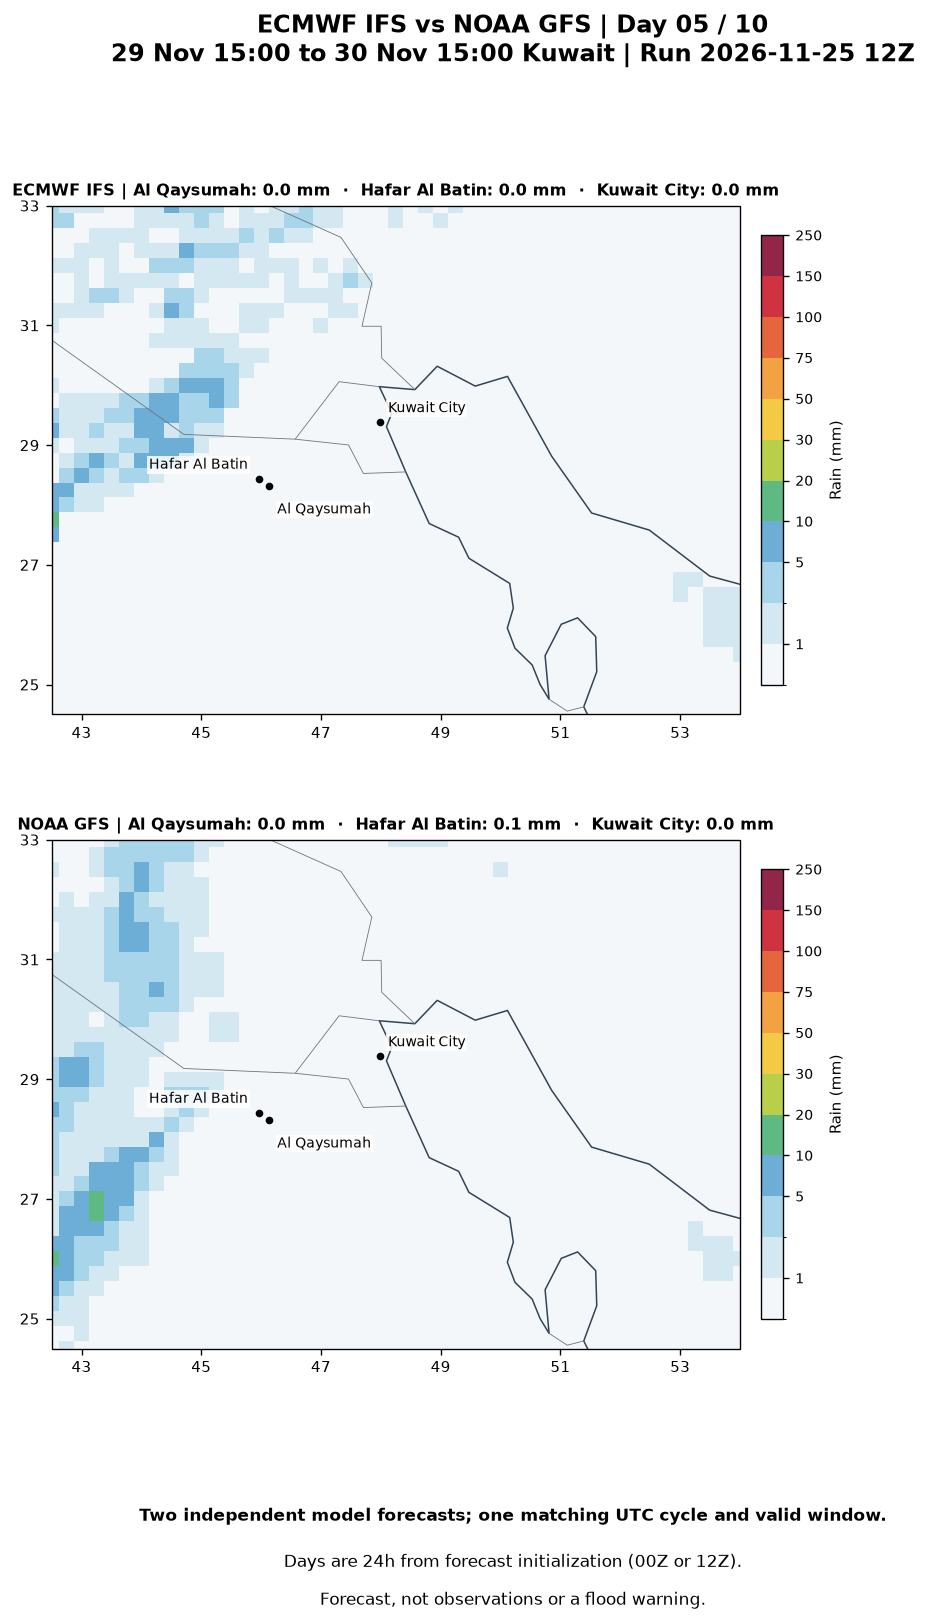 ECMWF IFS vs NOAA GFS | Day 05 / 10
29 Nov 15:00 to 30 Nov 15:00 Kuwait | Run 2026-11-25 12Z
ECMWF IFS | Al Qaysumah: 0.0 mm · Hafar Al Batin: 0.0 mm · Kuwait City: 0.0 mm
33
31
29
27
25
Kuwait City
Hafar Al Batin
Al Qaysumah
43 45 47 49 51 53
250
150
100
75
50
30
20
10
5
1
Rain (mm)
NOAA GFS | Al Qaysumah: 0.0 mm · Hafar Al Batin: 0.1 mm · Kuwait City: 0.0 mm
33
31
29
27
25
Kuwait City
Hafar Al Batin
Al Qaysumah
43 45 47 49 51 53
250
150
100
75
50
30
20
10
5
1
Rain (mm)
Two independent model forecasts; one matching UTC cycle and valid window.
Days are 24h from forecast initialization (00Z or 12Z).
Forecast, not observations or a flood warning.